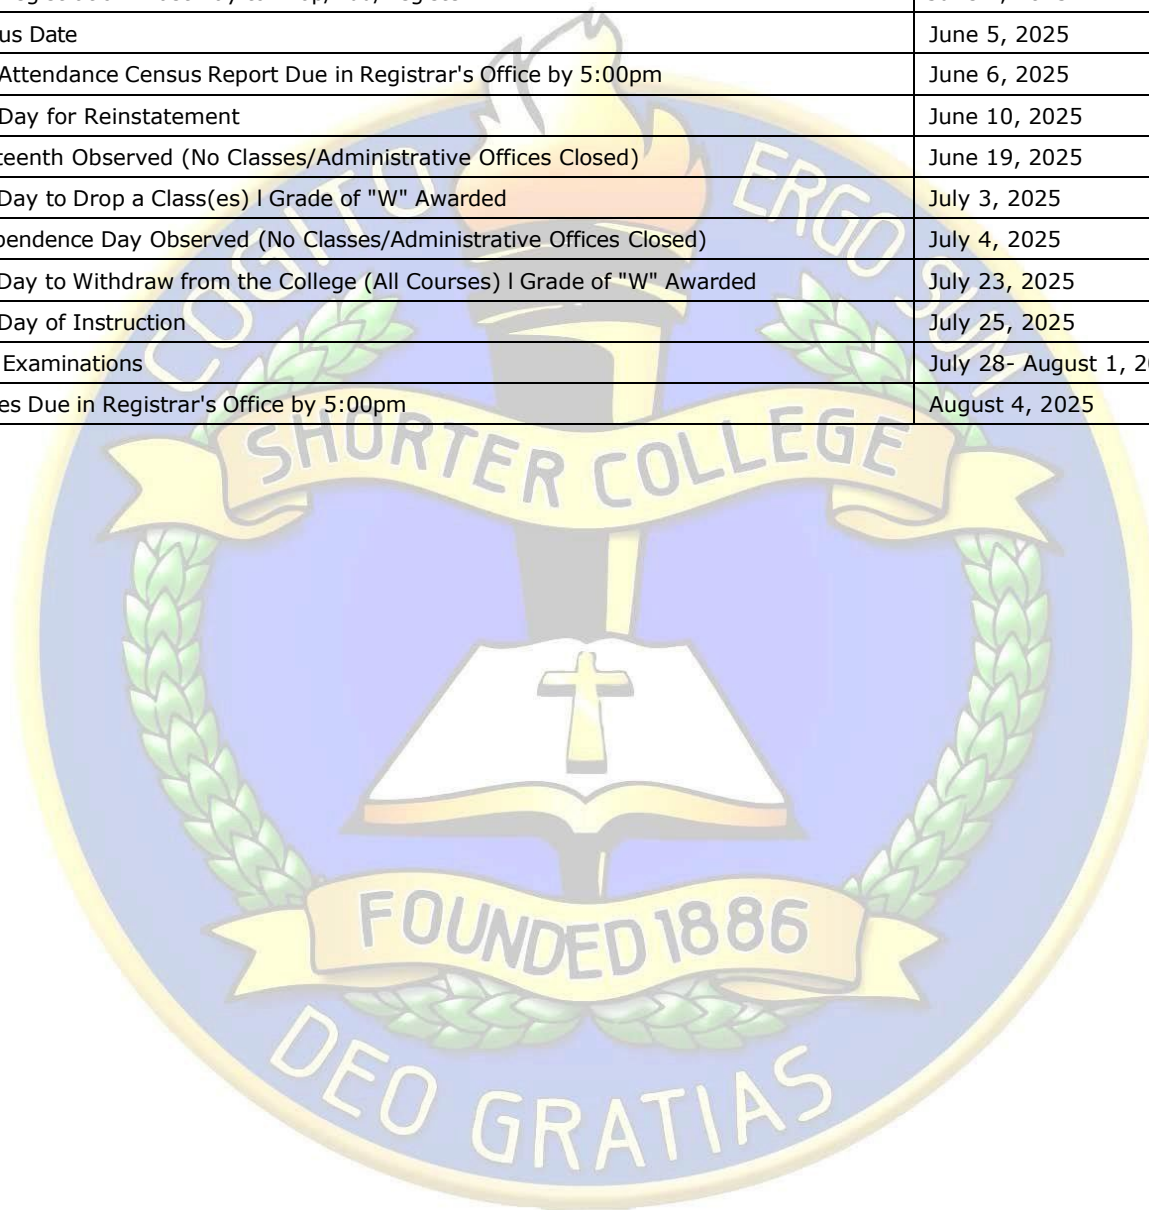 us Date June 5, 2025
Attendance Census Report Due in Registrar's Office by 5:00pm June 6, 2025
Day for Reinstatement June 10, 2025
teenth Observed (No Classes/Administrative Offices Closed) June 19, 2025
Day to Drop a Class(es) l Grade of "W" Awarded July 3, 2025
pendence Day Observed (No Classes/Administrative Offices Closed) July 4, 2025
Day to Withdraw from the College (All Courses) l Grade of "W" Awarded July 23, 2025
Day of Instruction July 25, 2025
Examinations July 28- August 1, 20
es Due in Registrar's Office by 5:00pm August 4, 2025
COGITO ERGO SUM
SHORTER COLLEGE
FOUNDED 1886
DEO GRATIAS